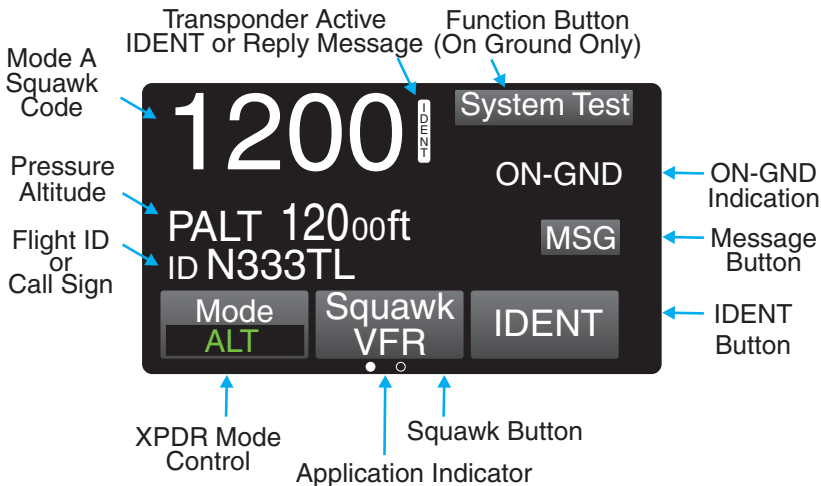 Transponder Active
IDENT or Reply Message
Function Button
(On Ground Only)
Mode A
Squawk
Code
1200
IDENT
System Test
ON-GND
ON-GND
Indication
Pressure
Altitude
PALT 1200ft
MSG
Message
Button
Flight ID
or
Call Sign
ID N333TL
Mode
ALT
Squawk
VFR
IDENT
IDENT
Button
XPDR Mode
Control
Application Indicator
Squawk Button